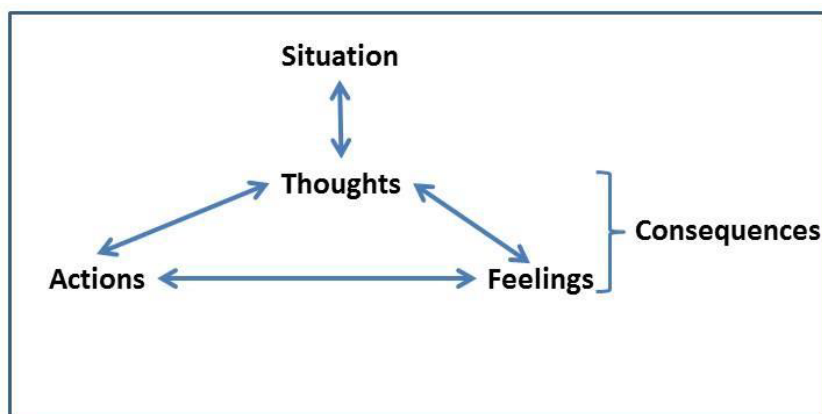 Situation
Thoughts
Consequences
Actions
Feelings